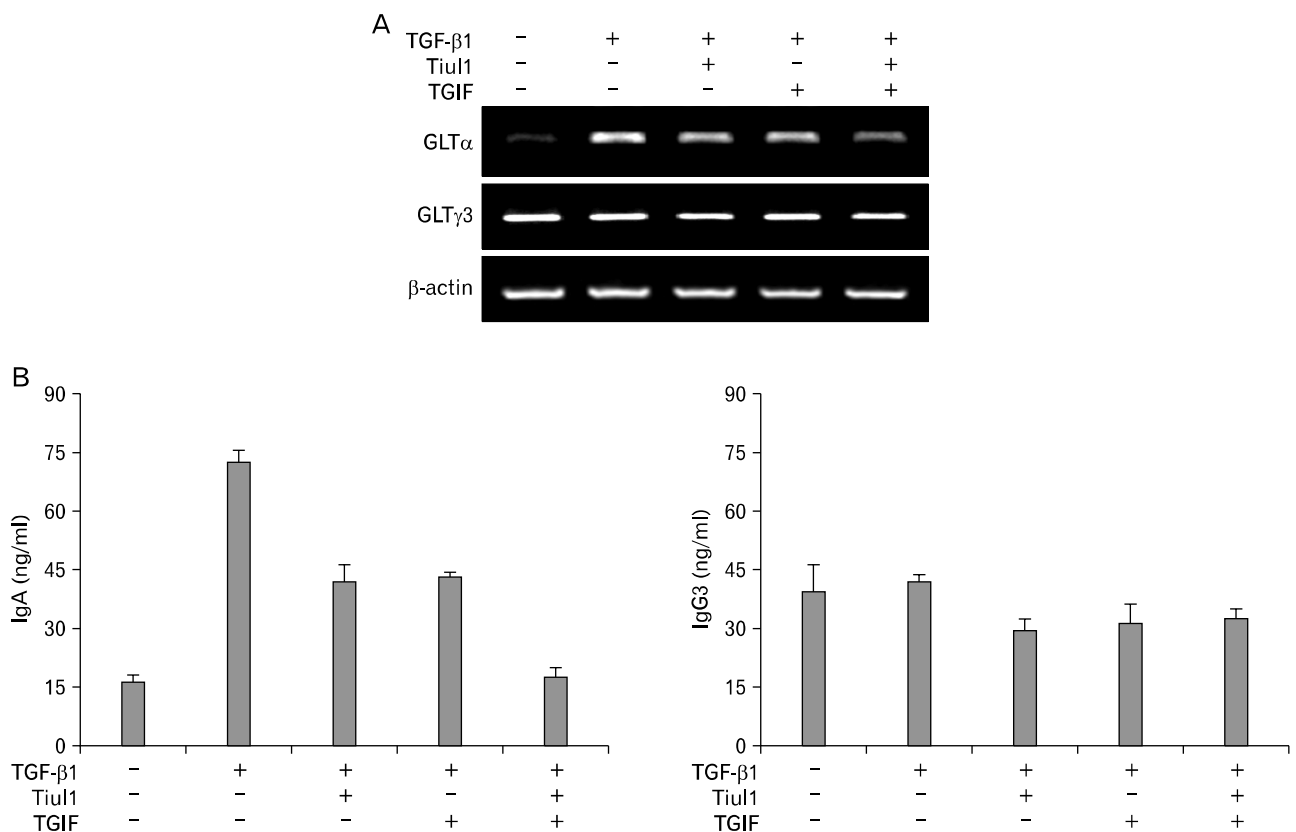 A
TGF-β1 – + + + +
Tiul1 – – + – +
TGIF – – – + +
GLTα
GLTγ3
β-actin
B
90
75
60
45
30
15
0
IgA (ng/ml)
TGF-β1 – + + + +
Tiul1 – – + – +
TGIF – – – + +
90
75
60
45
30
15
0
IgG3 (ng/ml)
TGF-β1 – + + + +
Tiul1 – – + – +
TGIF – – – + +